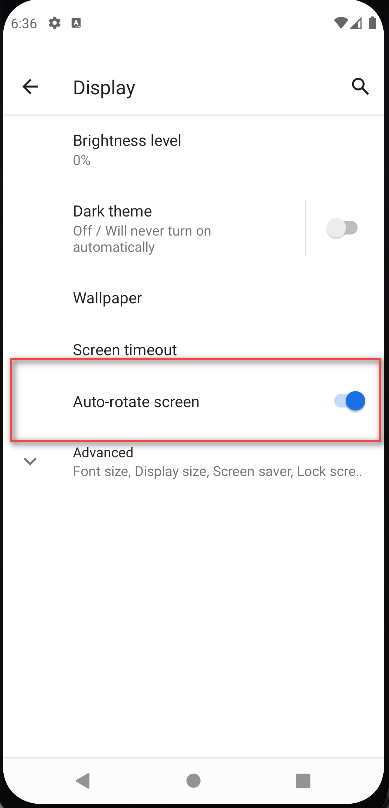 6:36
Display
Brightness level
0%
Dark theme
Off / Will never turn on
automatically
Wallpaper
Screen timeout
Auto-rotate screen
Advanced
Font size, Display size, Screen saver, Lock scre..